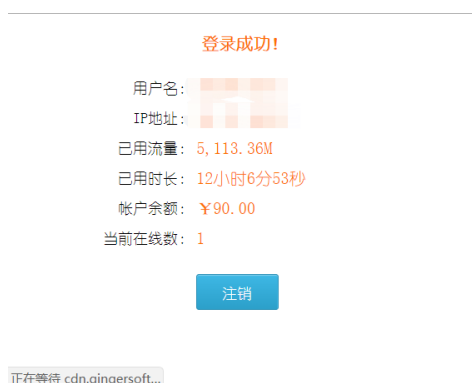 登录成功!
用户名:
IP地址:
已用流量: 5,113.36M
已用时长: 12小时6分53秒
帐户余额: ￥90.00
当前在线数: 1
注销
正在等待 cdn.gingersoft...